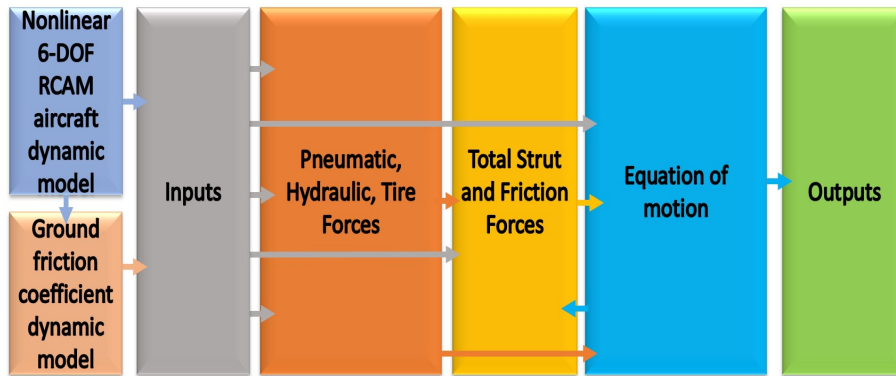 Nonlinear
6-DOF
RCAM
aircraft
dynamic
model
Ground
friction
coefficient
dynamic
model
Inputs
Pneumatic,
Hydraulic, Tire
Forces
Total Strut
and Friction
Forces
Equation of
motion
Outputs